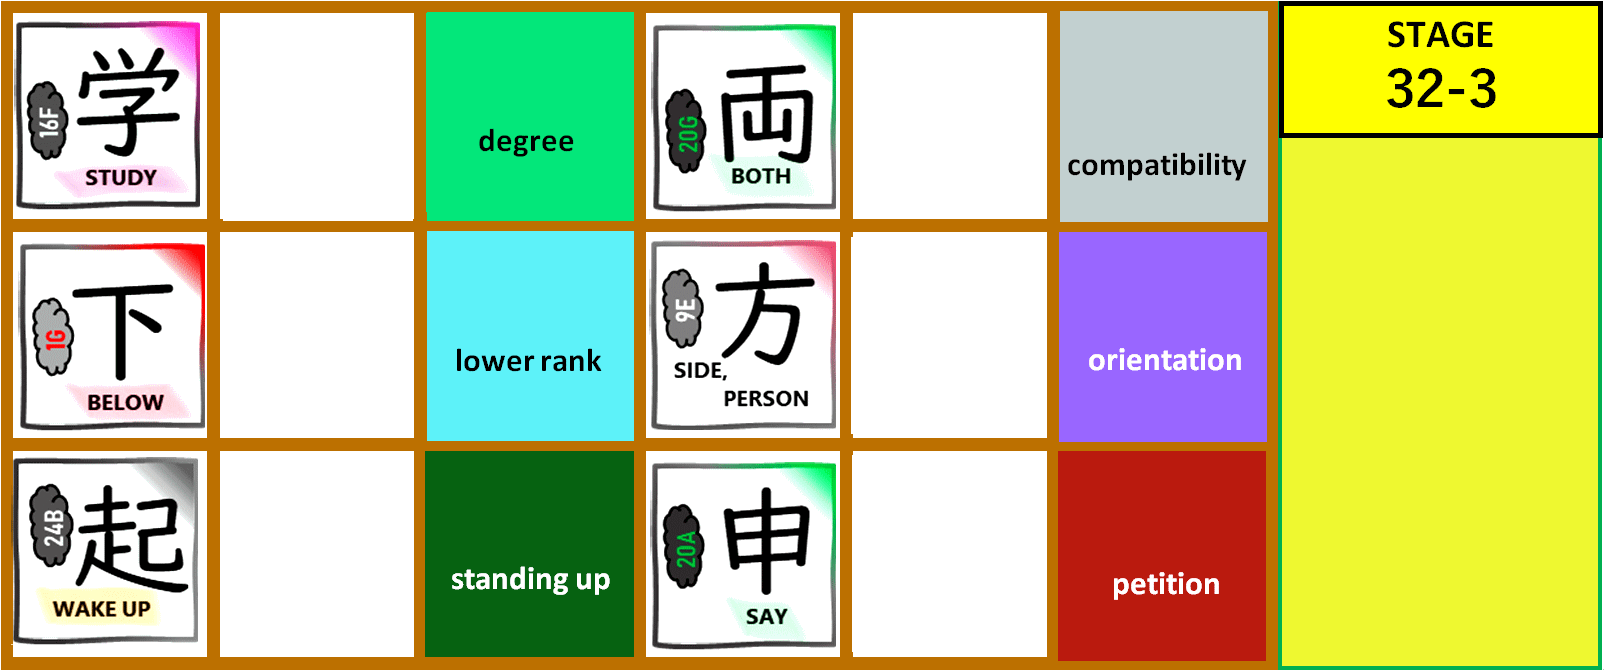 16F
学
STUDY
degree
20G
両
BOTH
compatibility
STAGE
32-3
1G
下
BELOW
lower rank
9E
方
SIDE,
PERSON
orientation
24B
起
WAKE UP
standing up
20A
申
SAY
petition